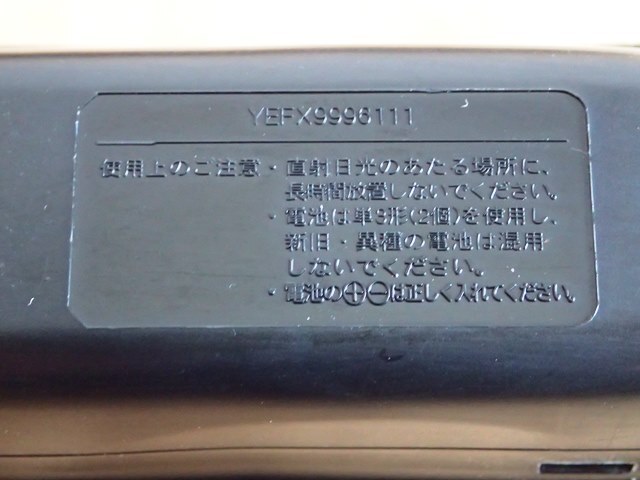 YEFX9996111
使用上のご注意・直射日光のあたる場所に、
長時間放置しないでください。
・電池は単3形(2個)を使用し、
新旧・異種の電池は混用
しないでください。
・電池の⊕⊖は正しく入れてください。